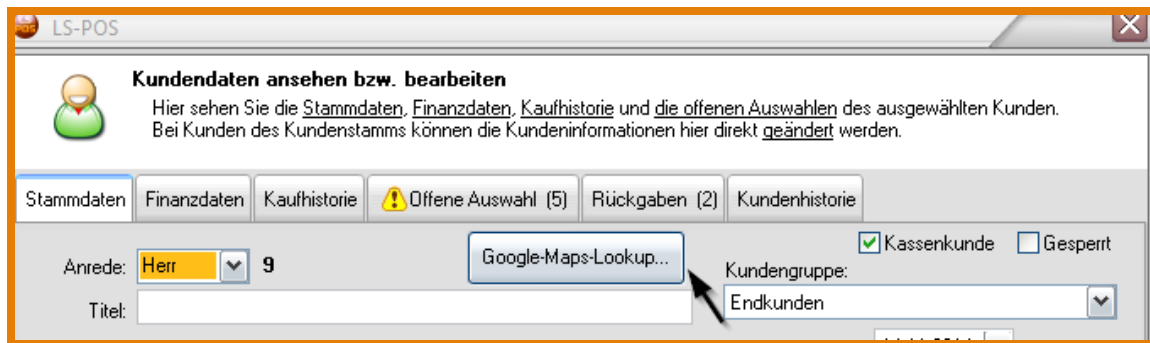 LS-POS
Kundendaten ansehen bzw. bearbeiten
Hier sehen Sie die Stammdaten, Finanzdaten, Kaufhistorie und die offenen Auswahlen des ausgewählten Kunden.
Bei Kunden des Kundenstamms können die Kundeninformationen hier direkt geändert werden.
Stammdaten Finanzdaten Kaufhistorie Offene Auswahl (5) Rückgaben (2) Kundenhistorie
Kassenkunde Gesperrt
Anrede: Herr 9 Google-Maps-Lookup...
Kundengruppe:
Titel: Endkunden